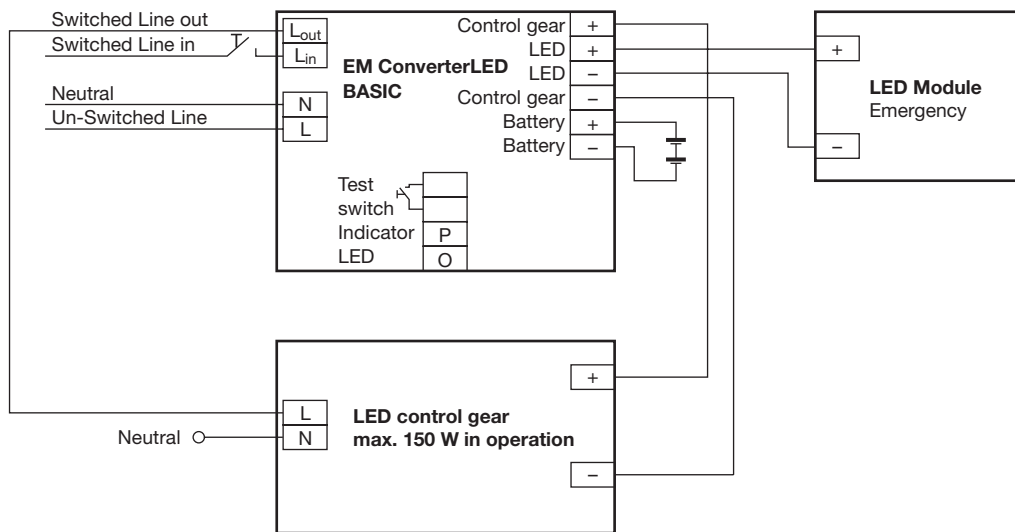 Switched Line out
Switched Line in
Neutral
Un-Switched Line
Lout
Lin
N
L
EM ConverterLED
BASIC
Control gear +
LED +
LED −
Control gear −
Battery +
Battery −
Test
switch
Indicator P
LED O
+
−
LED Module
Emergency
L
Neutral N
LED control gear
max. 150 W in operation
+
−